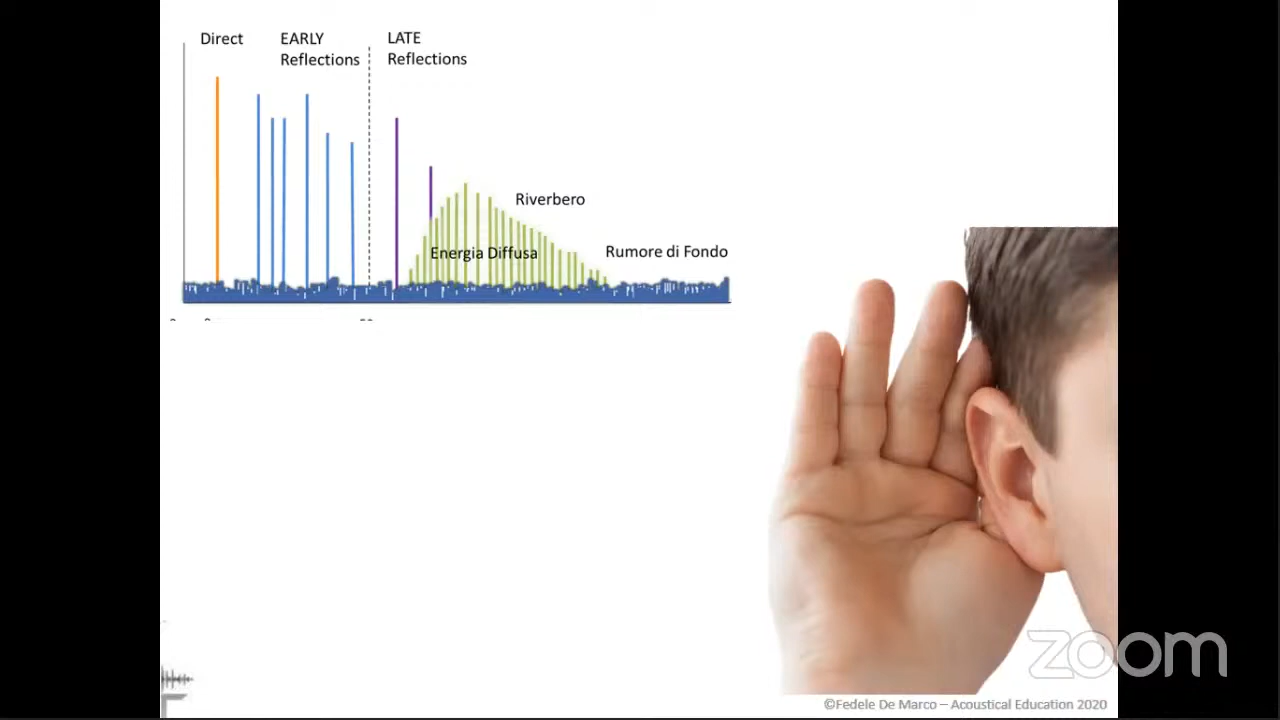 Direct
EARLY
Reflections
LATE
Reflections
Riverbero
Energia Diffusa
Rumore di Fondo
zoom
©Fedele De Marco – Acoustical Education 2020